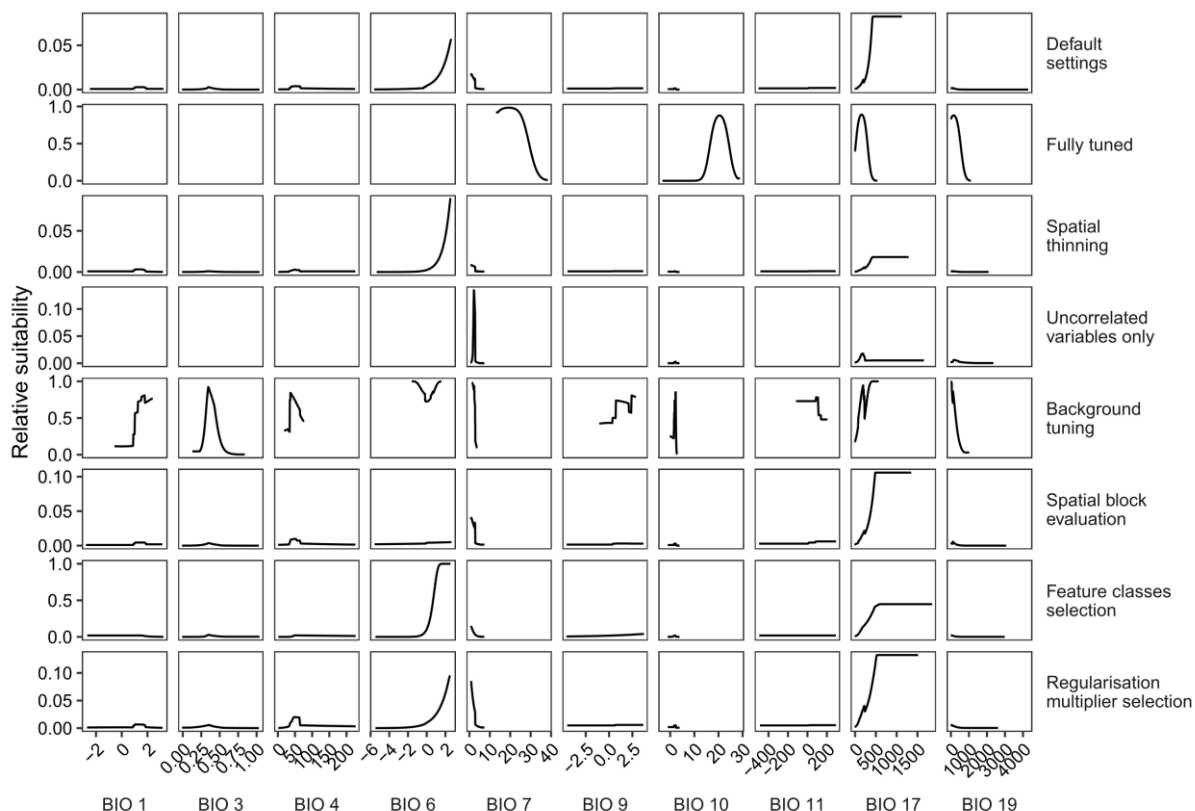 Relative suitability
0.05
0.00
Default
settings
1.0
0.5
0.0
Fully tuned
0.05
0.00
Spatial
thinning
0.10
0.05
0.00
Uncorrelated
variables only
1.0
0.5
0.0
Background
tuning
0.10
0.05
0.00
Spatial block
evaluation
1.0
0.5
0.0
Feature classes
selection
0.10
0.05
0.00
Regularisation
multiplier selection
−2 0 2
0.00 0.25 0.50 0.75 1.00
0 50 100 150 200
−6 −4 −2 0 2
0 10 20 30 40
−2.5 0.0 2.5
0 10 20 30
−400 −200 0 200
0 500 1000 1500
0 1000 2000 3000 4000
BIO 1 BIO 3 BIO 4 BIO 6 BIO 7 BIO 9 BIO 10 BIO 11 BIO 17 BIO 19